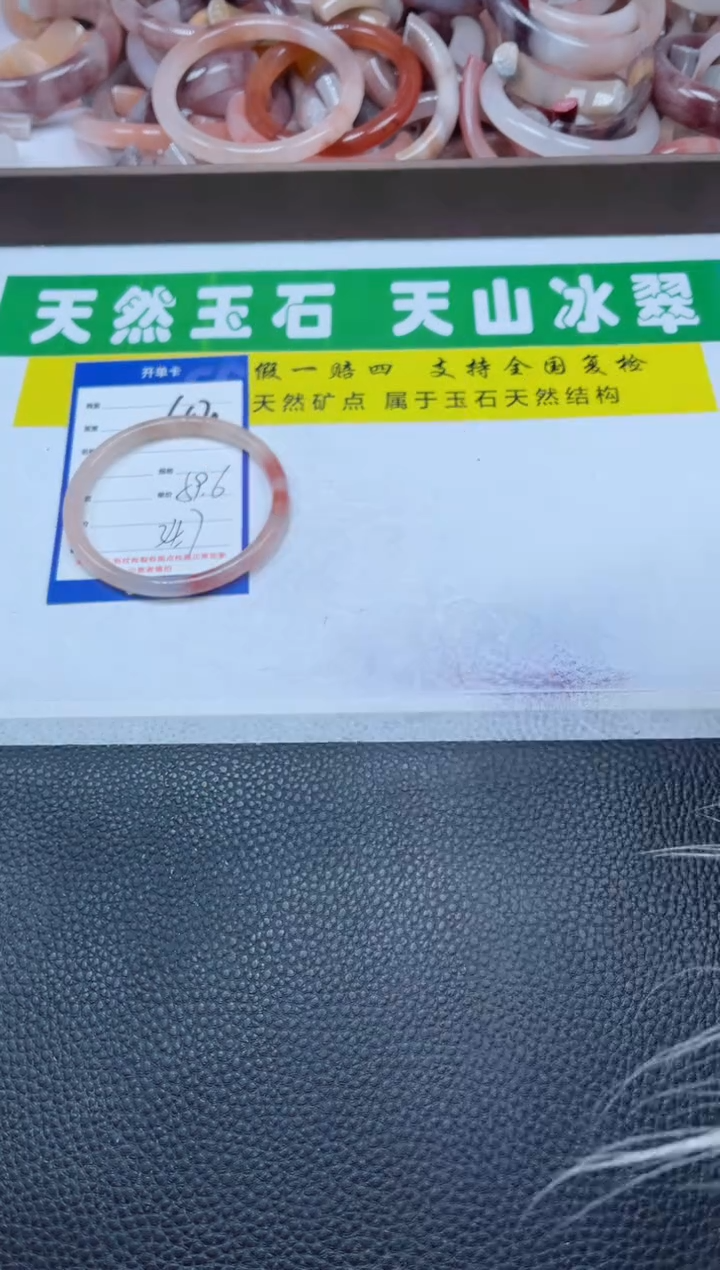 天然玉石 天山冰翠
假一赔四 支持全国复检
天然矿点 属于玉石天然结构
开单卡
59.6